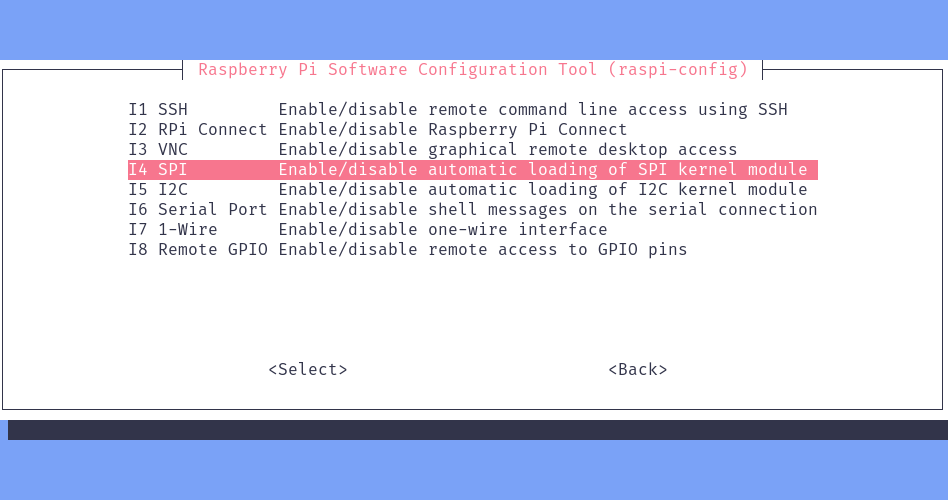 Raspberry Pi Software Configuration Tool (raspi-config)
I1 SSH         Enable/disable remote command line access using SSH
I2 RPi Connect Enable/disable Raspberry Pi Connect
I3 VNC         Enable/disable graphical remote desktop access
I4 SPI         Enable/disable automatic loading of SPI kernel module
I5 I2C         Enable/disable automatic loading of I2C kernel module
I6 Serial Port Enable/disable shell messages on the serial connection
I7 1-Wire      Enable/disable one-wire interface
I8 Remote GPIO Enable/disable remote access to GPIO pins
<Select> <Back>